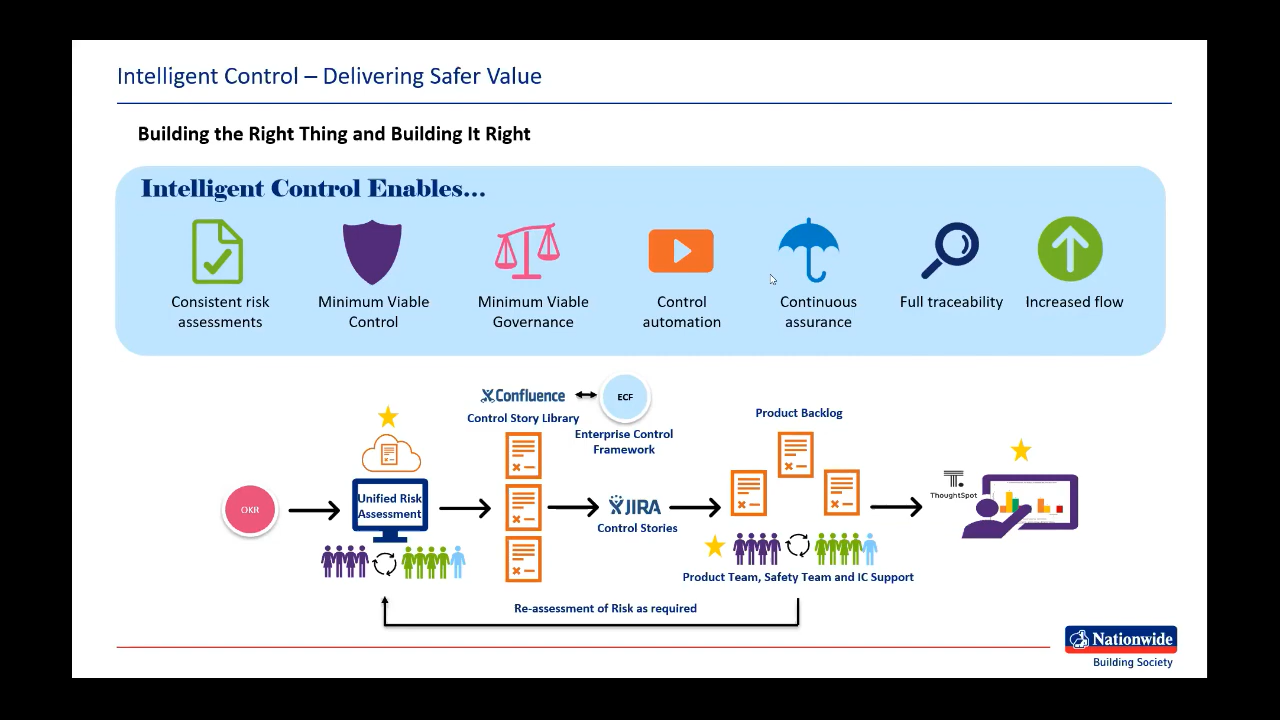 Intelligent Control – Delivering Safer Value
Building the Right Thing and Building It Right
Intelligent Control Enables...
Consistent risk
assessments
Minimum Viable
Control
Minimum Viable
Governance
Control
automation
Continuous
assurance
Full traceability
Increased flow
Confluence
ECF
Control Story Library
Enterprise Control
Framework
Product Backlog
OKR
Unified Risk
Assessment
JIRA
Control Stories
T.
ThoughtSpot
Product Team, Safety Team and IC Support
Re-assessment of Risk as required
Nationwide
Building Society